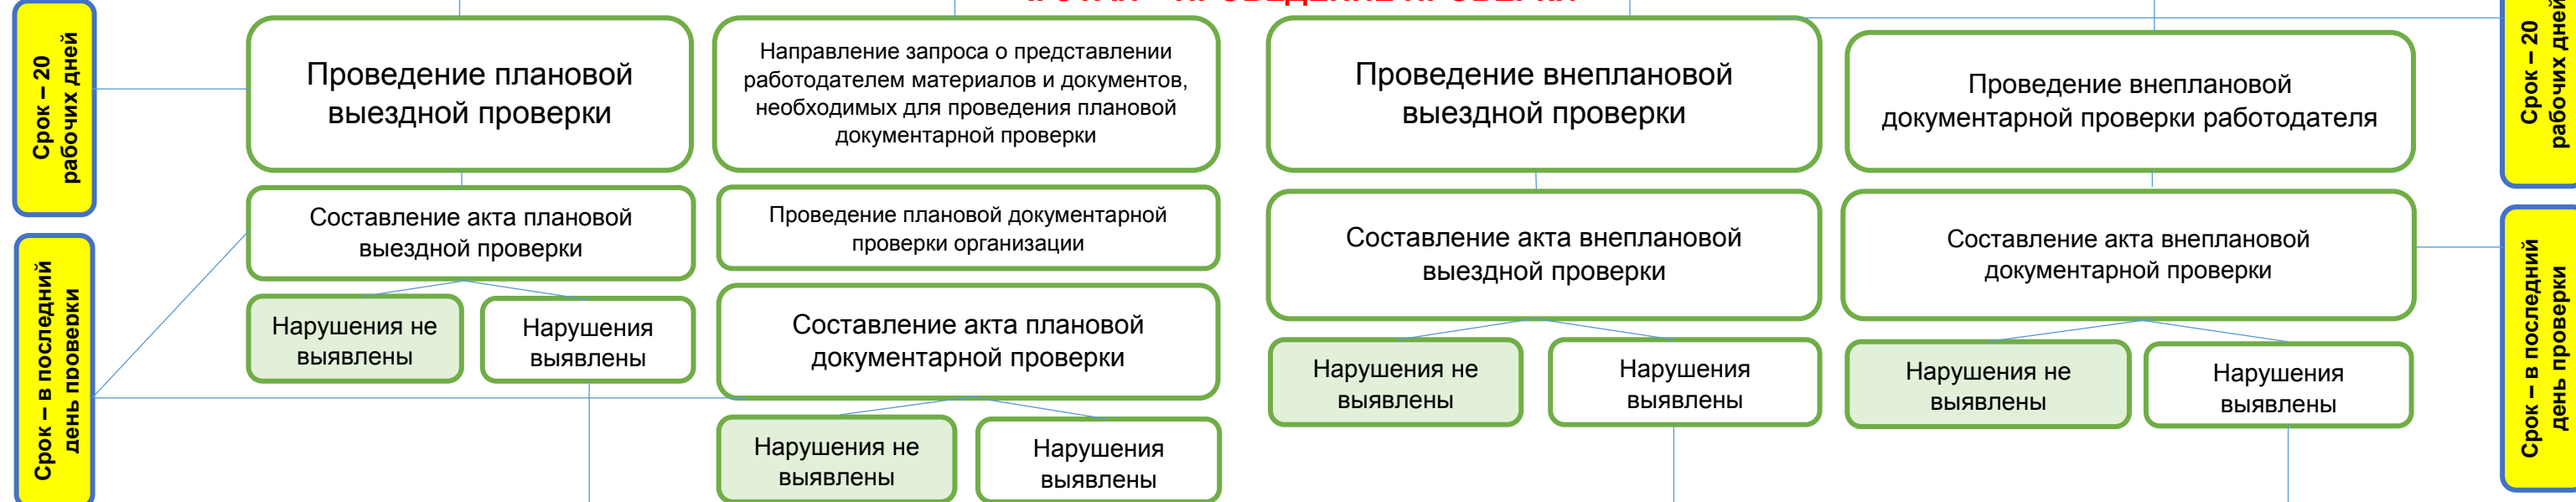 Срок – 20
рабочих дней
Проведение плановой
выездной проверки
Направление запроса о представлении
работодателем материалов и документов,
необходимых для проведения плановой
документарной проверки
Проведение внеплановой
выездной проверки
Проведение внеплановой
документарной проверки работодателя
Срок – 20
рабочих дней
Срок – в последний
день проверки
Составление акта плановой
выездной проверки
Проведение плановой документарной
проверки организации
Составление акта внеплановой
выездной проверки
Составление акта внеплановой
документарной проверки
Срок – в последний
день проверки
Нарушения не
выявлены
Нарушения
выявлены
Составление акта плановой
документарной проверки
Нарушения не
выявлены
Нарушения
выявлены
Нарушения не
выявлены
Нарушения
выявлены
Нарушения не
выявлены
Нарушения
выявлены